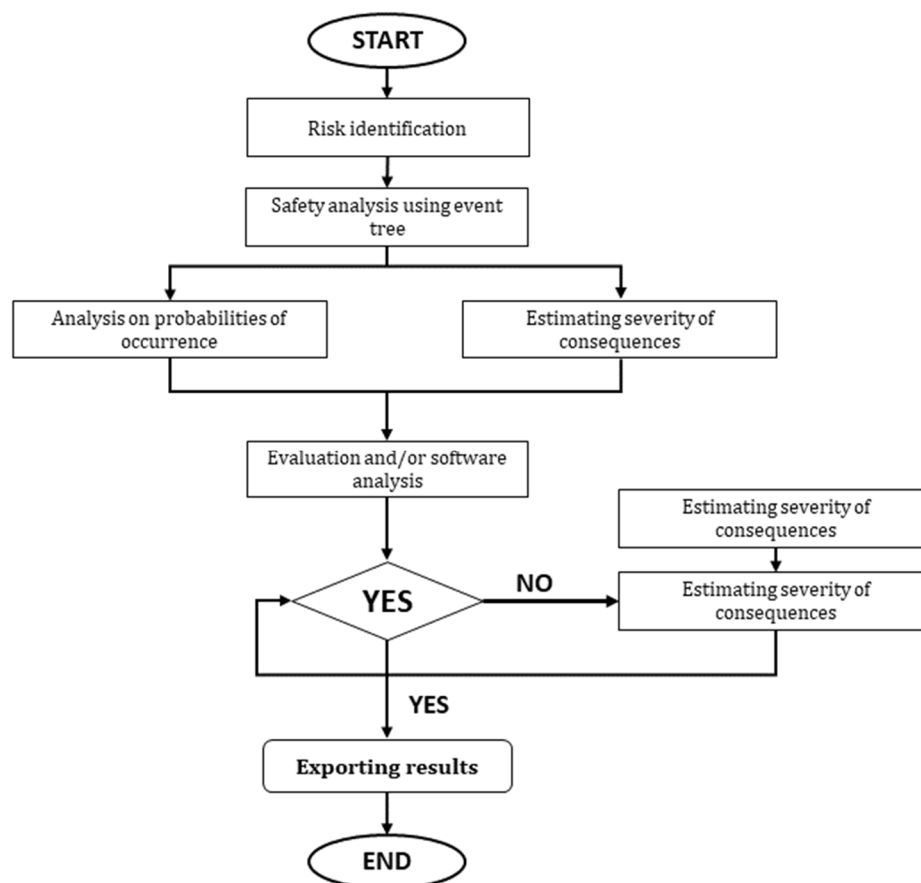 START
Risk identification
Safety analysis using event
tree
Analysis on probabilities of
occurrence
Estimating severity of
consequences
Evaluation and/or software
analysis
Estimating severity of
consequences
YES
NO
Estimating severity of
consequences
YES
Exporting results
END